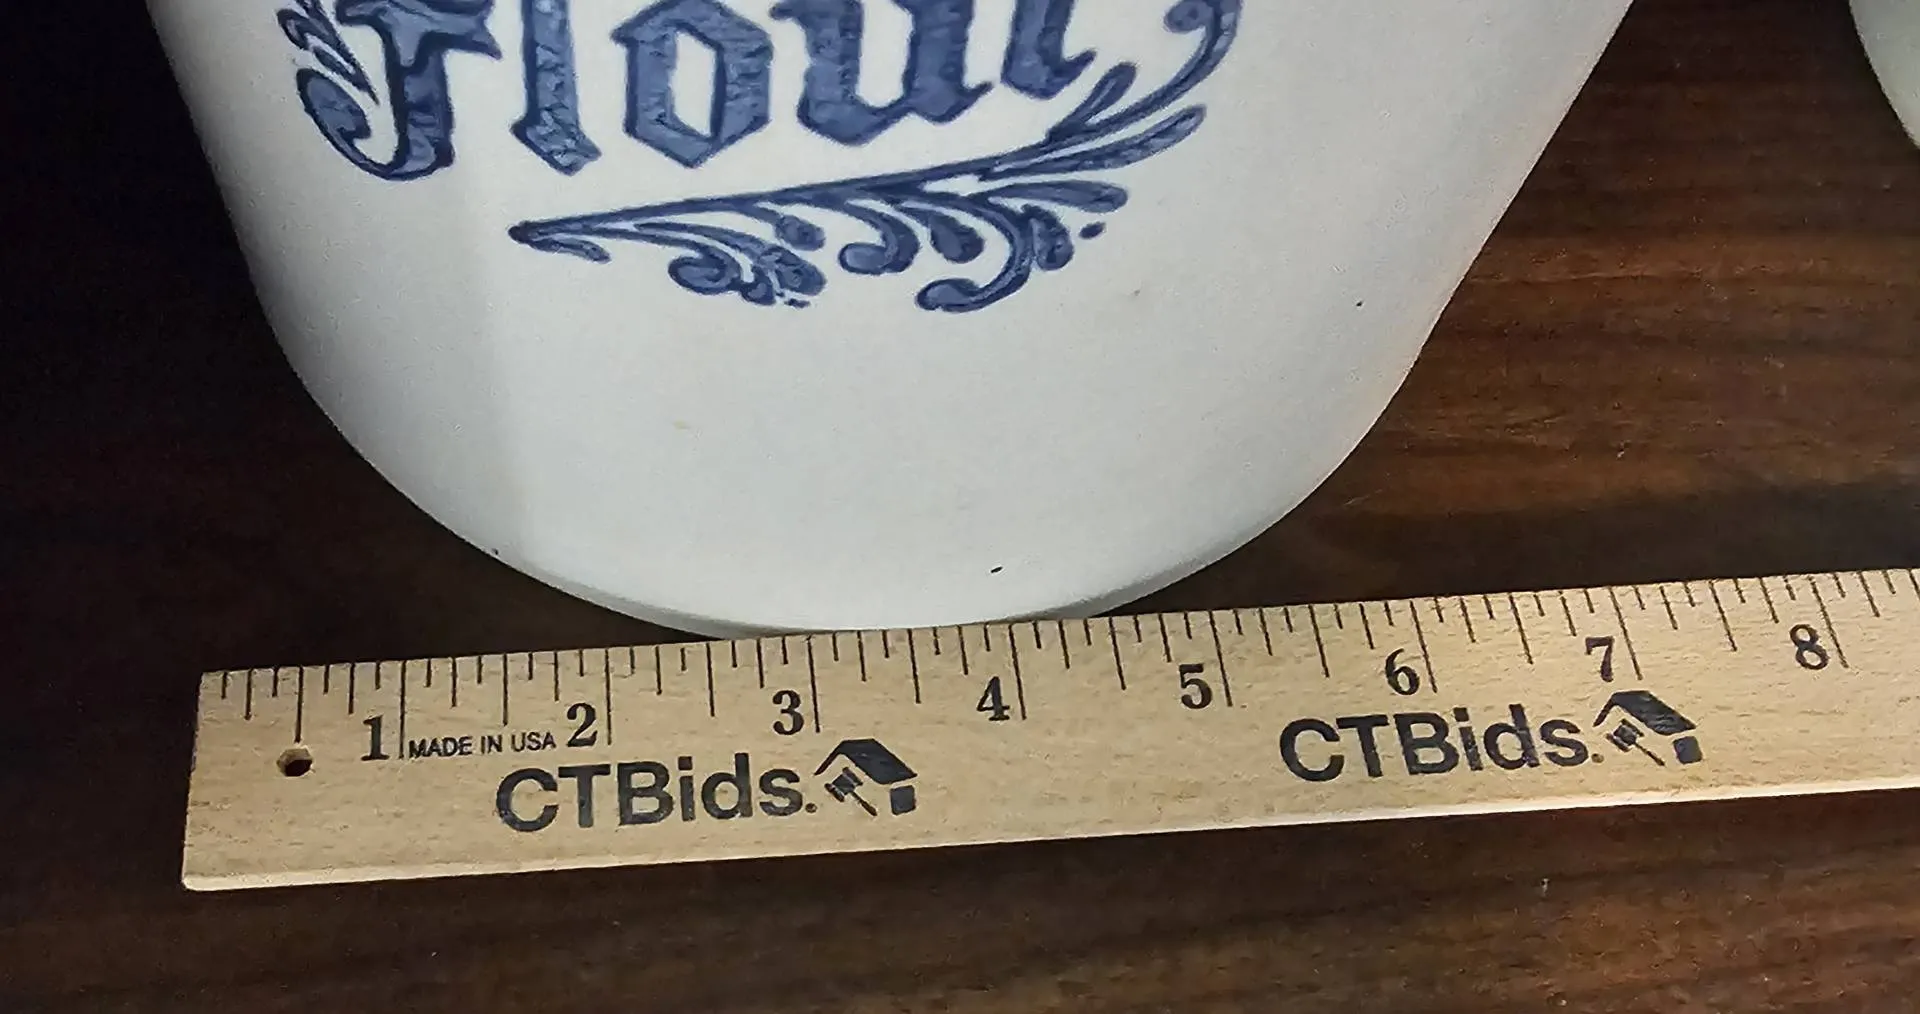 Flour
1 2 3 4 5 6 7 8
MADE IN USA
CTBids. CTBids.